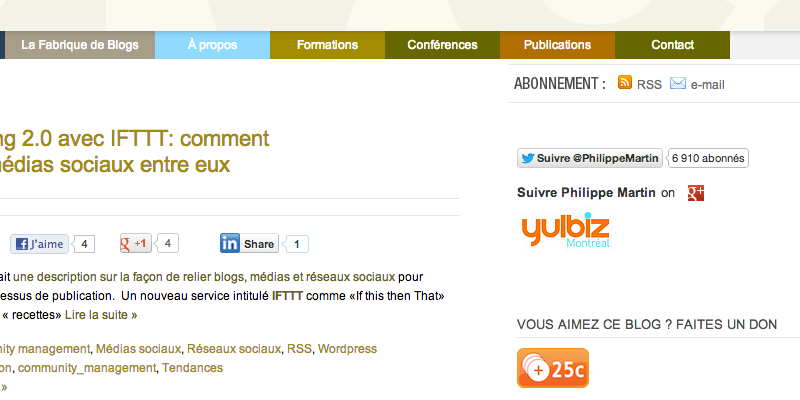 La Fabrique de Blogs À propos Formations Conférences Publications Contact
ABONNEMENT : RSS e-mail
ng 2.0 avec IFTTT: comment
médias sociaux entre eux
J'aime 4 g +1 4 in Share 1
ait une description sur la façon de relier blogs, médias et réseaux sociaux pour
essus de publication. Un nouveau service intitulé IFTTT comme «If this then That»
« recettes» Lire la suite »
nity management, Médias sociaux, Réseaux sociaux, RSS, Wordpress
on, community_management, Tendances
»
Suivre @PhilippeMartin 6 910 abonnés
Suivre Philippe Martin on g+
yulbiz
Montréal
VOUS AIMEZ CE BLOG ? FAITES UN DON
+ 25c